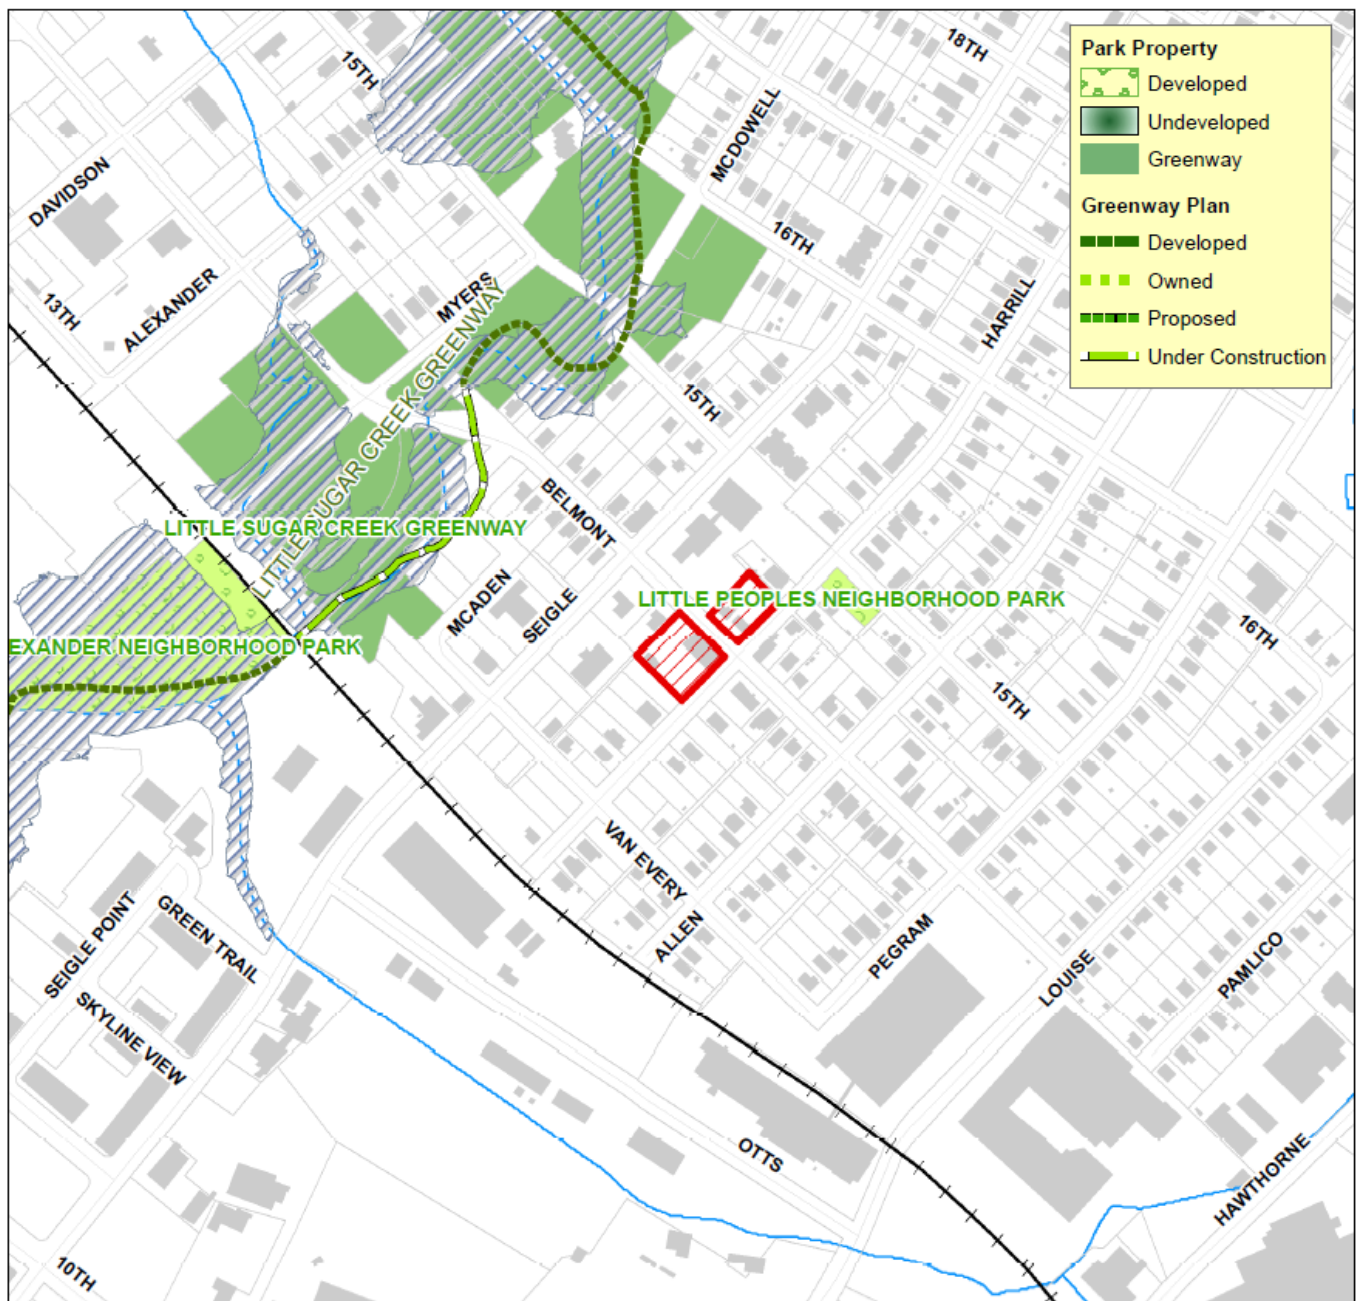 18TH
15TH
MCDOWELL
Park Property
Developed
Undeveloped
Greenway
Greenway Plan
Developed
Owned
Proposed
Under Construction
DAVIDSON
16TH
ALEXANDER
13TH
MYERS
HARRILL
LITTLE SUGAR CREEK GREENWAY
15TH
BELMONT
LITTLE SUGAR CREEK GREENWAY
MCADEN
SEIGLE
LITTLE PEOPLES NEIGHBORHOOD PARK
EXANDER NEIGHBORHOOD PARK
16TH
15TH
VAN EVERY
ALLEN
SEIGLE POINT
GREEN TRAIL
PEGRAM
LOUISE
PAMLICO
SKYLINE VIEW
OTTS
HAWTHORNE
10TH